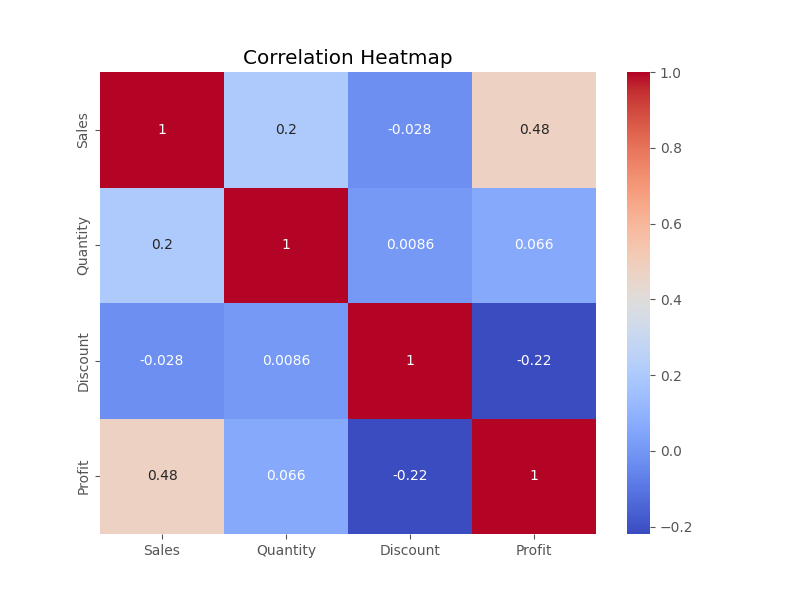 Correlation Heatmap
Sales
1
0.2
-0.028
0.48
Quantity
0.2
1
0.0086
0.066
Discount
-0.028
0.0086
1
-0.22
Profit
0.48
0.066
-0.22
1
Sales
Quantity
Discount
Profit
1.0
0.8
0.6
0.4
0.2
0.0
−0.2